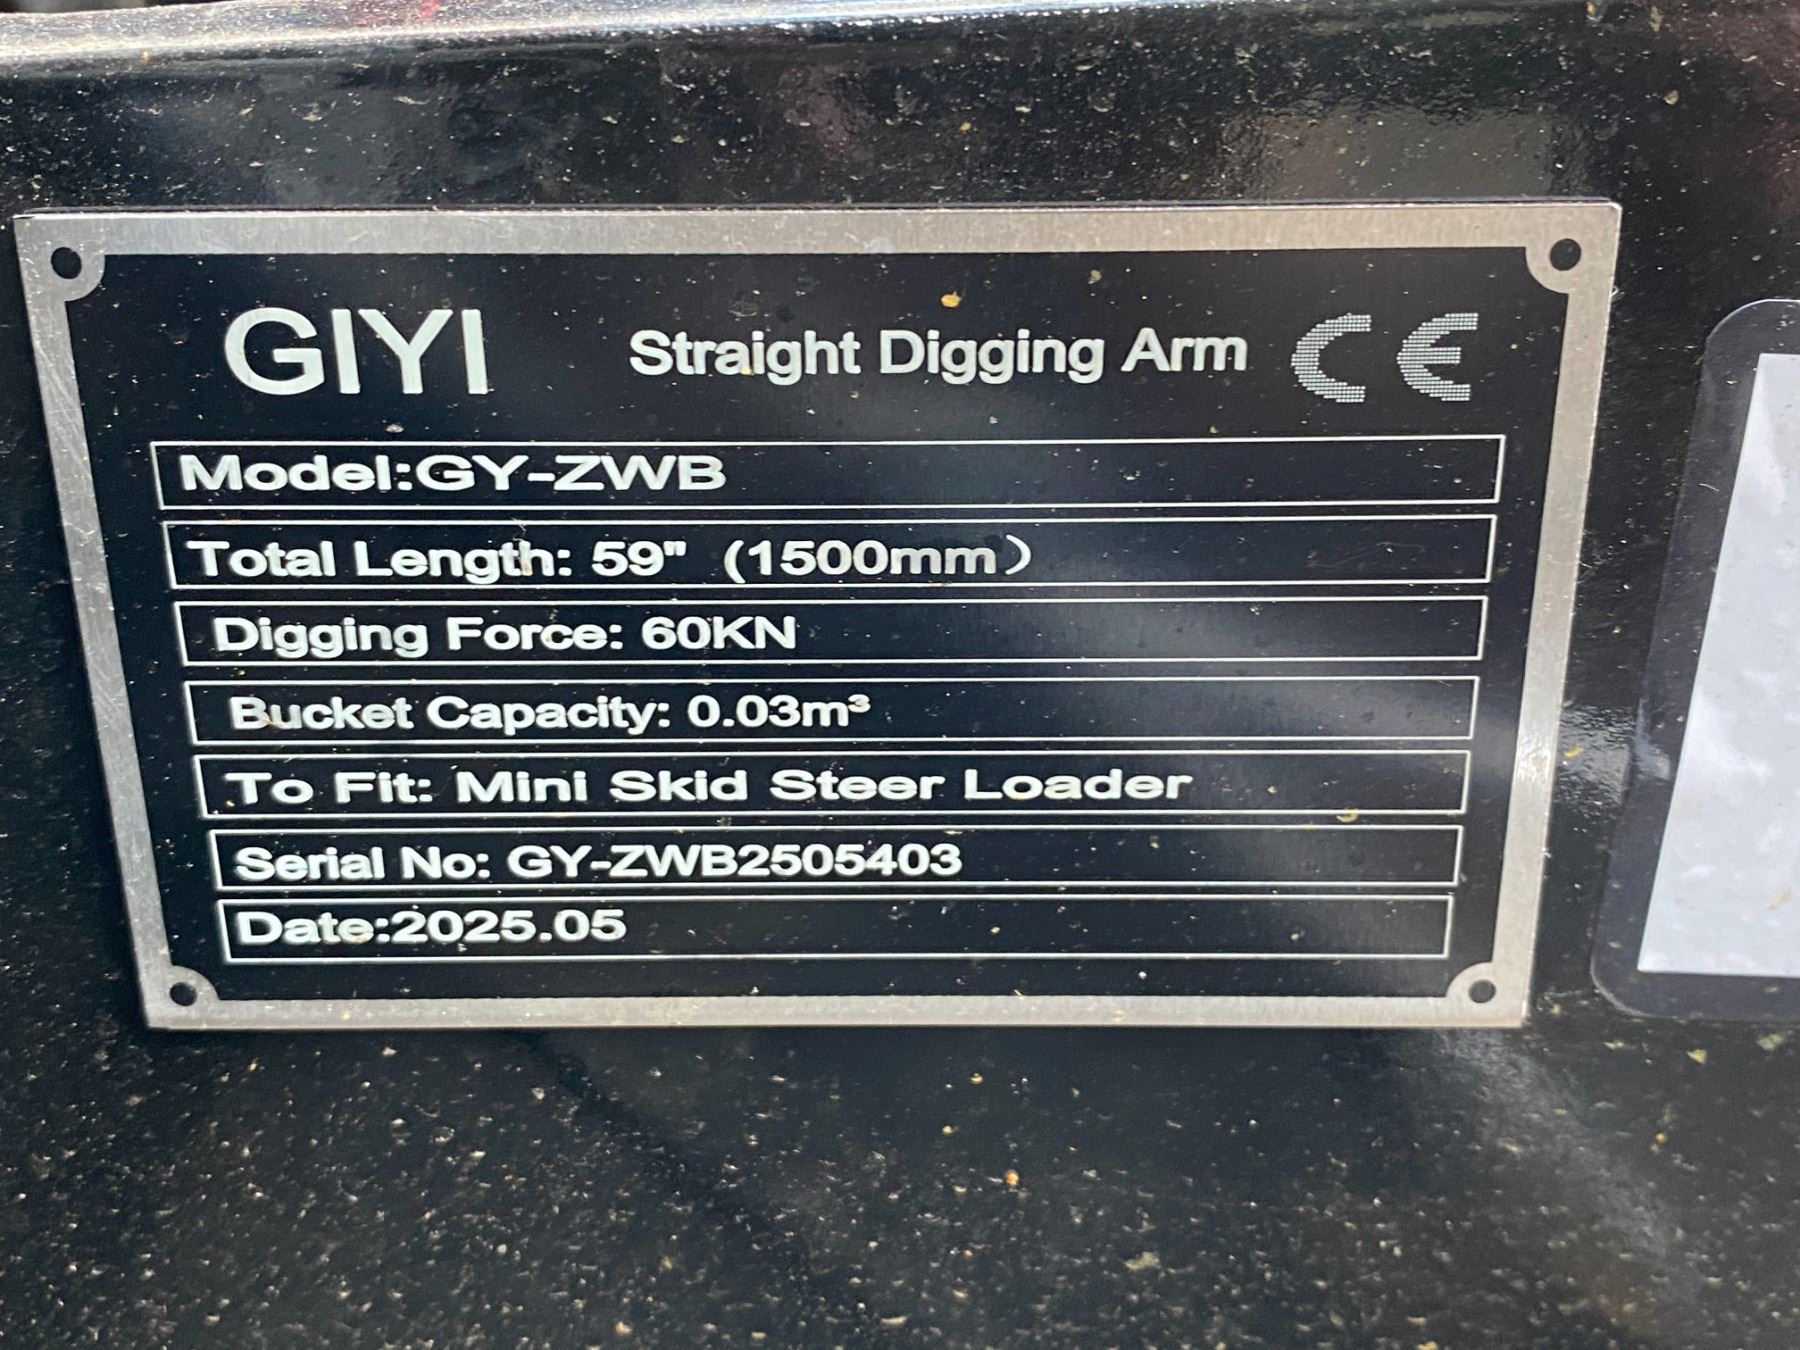 GIYI Straight Digging Arm CE
Model:GY-ZWB
Total Length: 59" (1500mm）
Digging Force: 60KN
Bucket Capacity: 0.03m³
To Fit: Mini Skid Steer Loader
Serial No: GY-ZWB2505403
Date:2025.05